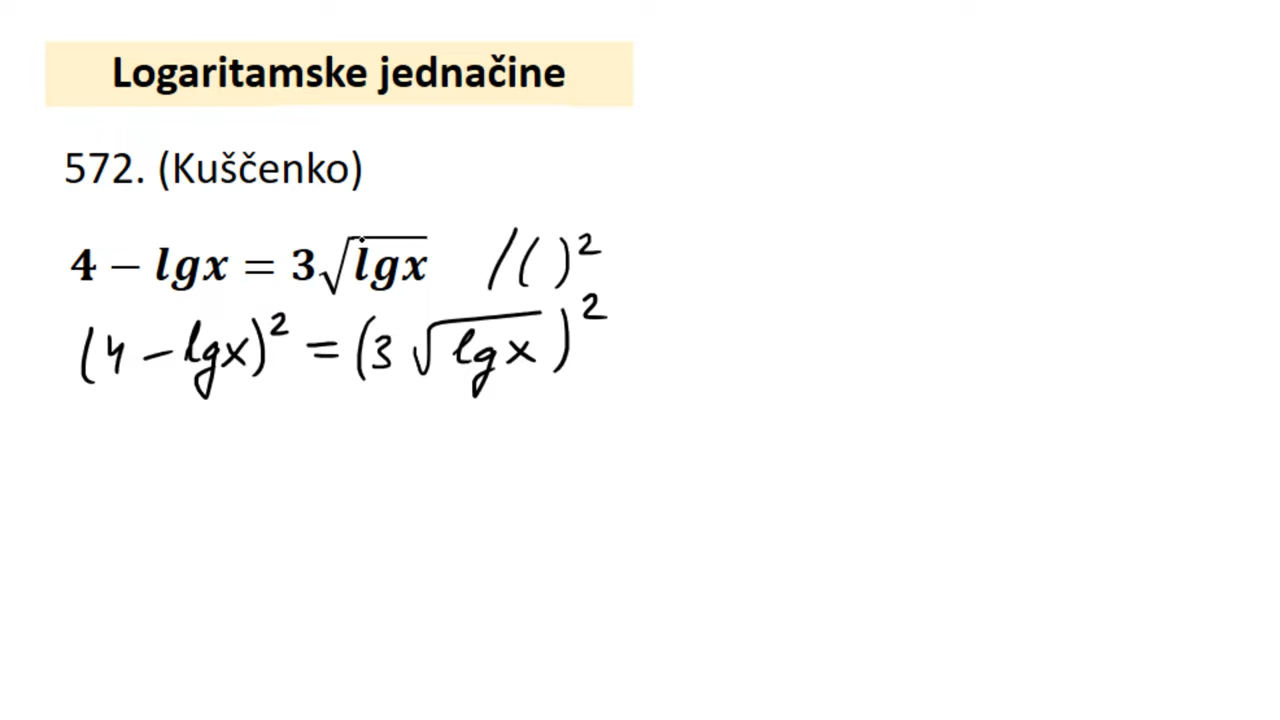 Logaritamske jednačine
572. (Kuščenko)
4 − lgx = 3√lgx /( )²
(4 − lgx)² = (3√lgx)²